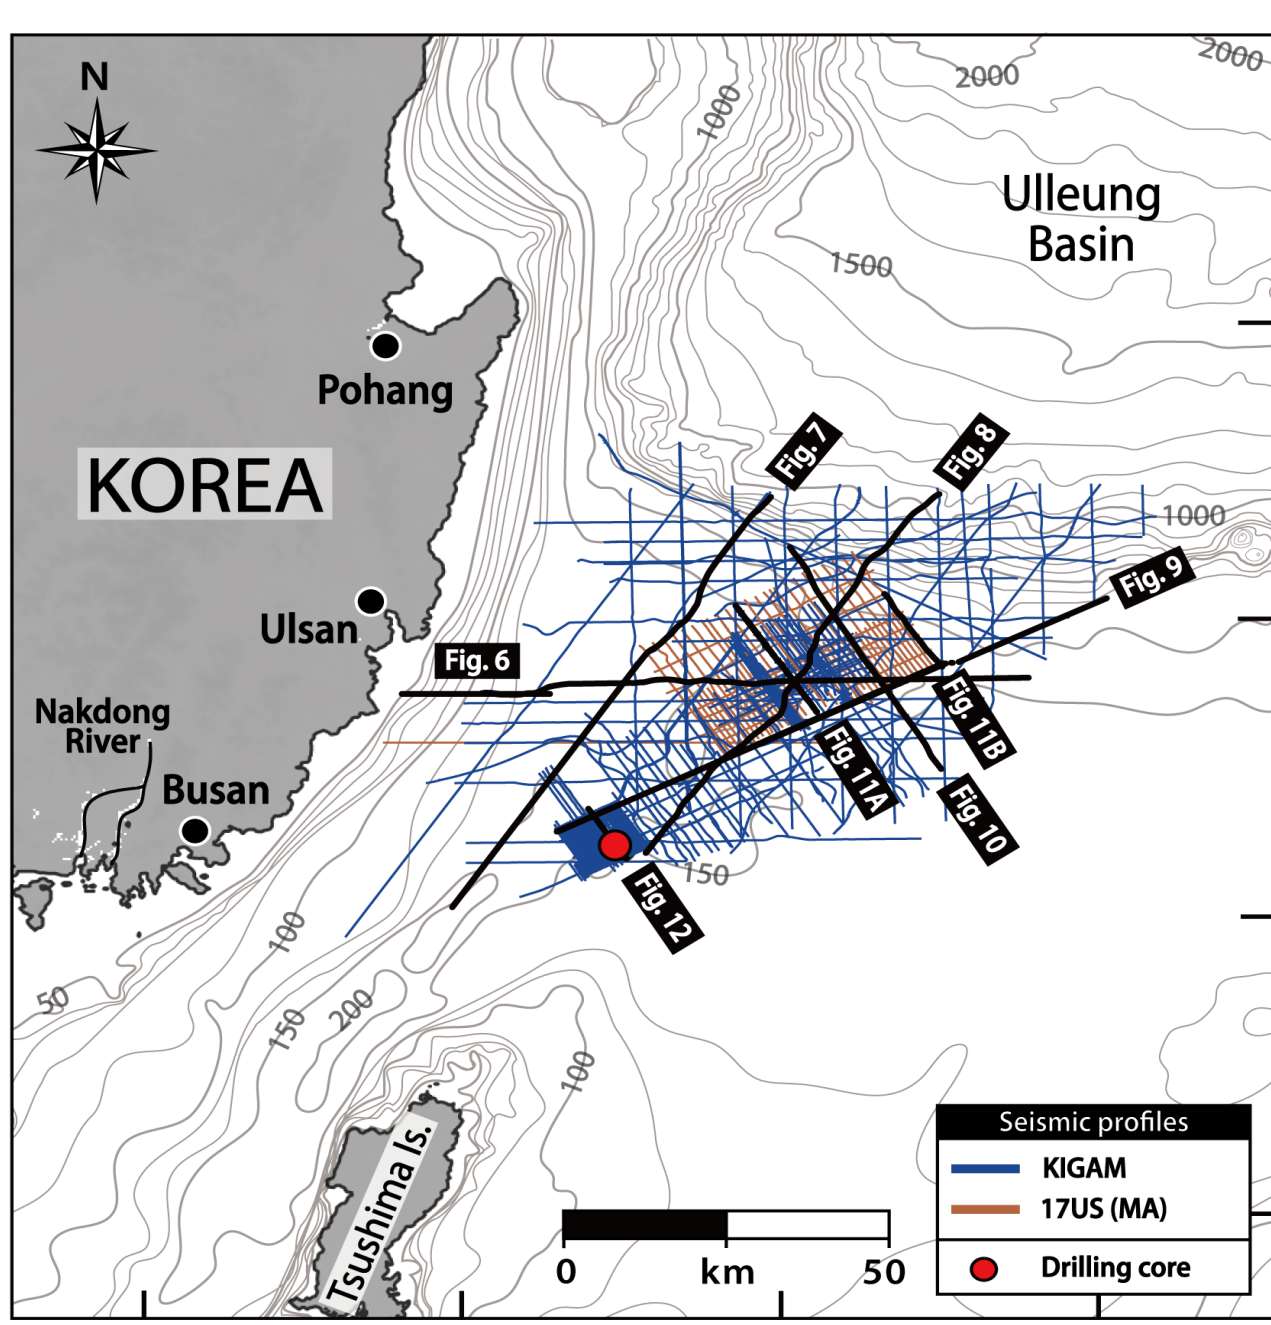 N
2000
2000
1000
Ulleung
Basin
1500
Pohang
KOREA
Fig. 7
Fig. 8
1000
Fig. 9
Ulsan
Fig. 6
Nakdong
River
Busan
Fig. 11B
Fig. 11A
Fig. 10
150
Fig. 12
100
50
150
200
100
Tsushima Is.
Seismic profiles
KIGAM
17US (MA)
Drilling core
0 km 50